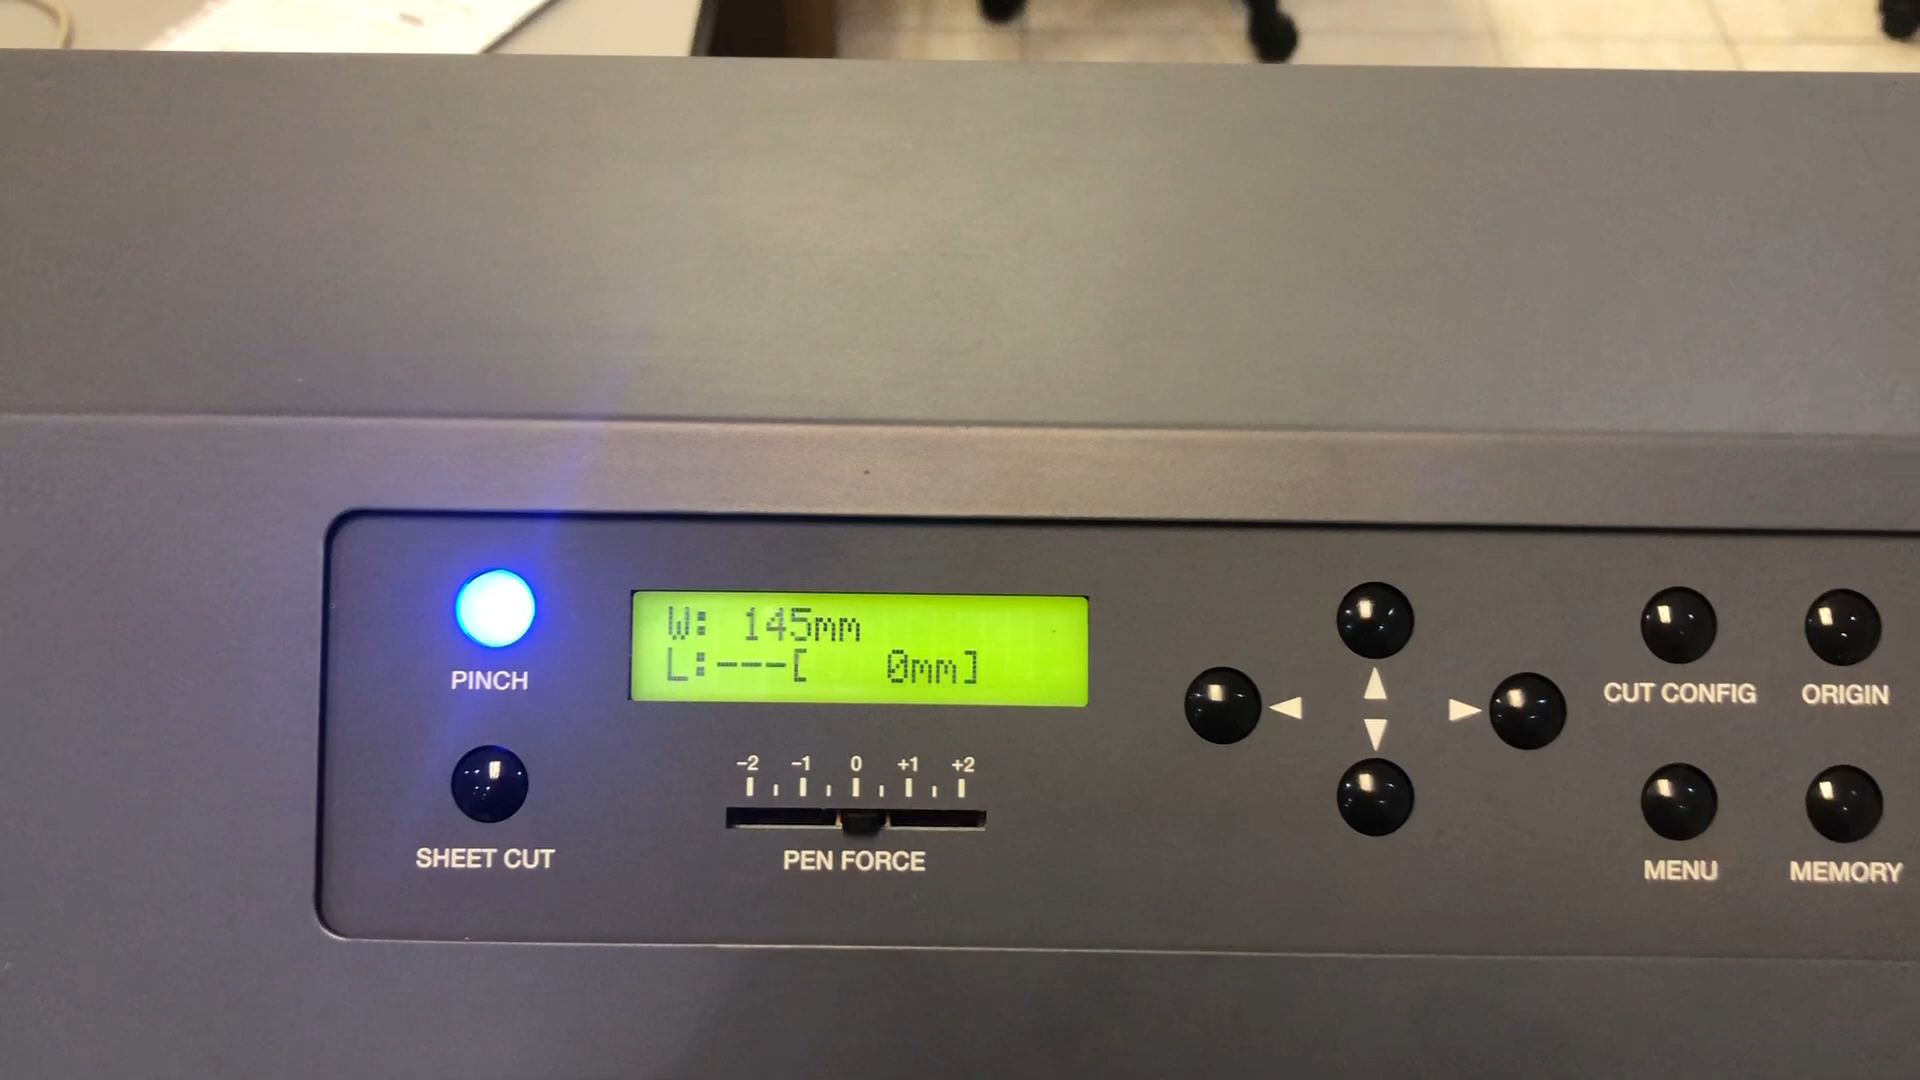 PINCH
SHEET CUT
W: 145mm
L:---[ 0mm]
-2 -1 0 +1 +2
PEN FORCE
CUT CONFIG
ORIGIN
MENU
MEMORY